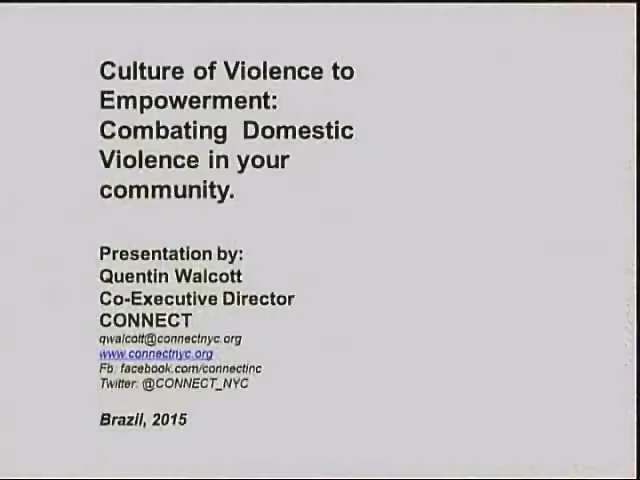 Culture of Violence to
Empowerment:
Combating Domestic
Violence in your
community.
Presentation by:
Quentin Walcott
Co-Executive Director
CONNECT
qwalcott@connectnyc.org
www.connectnyc.org
Fb: facebook.com/connectinc
Twitter: @CONNECT_NYC
Brazil, 2015